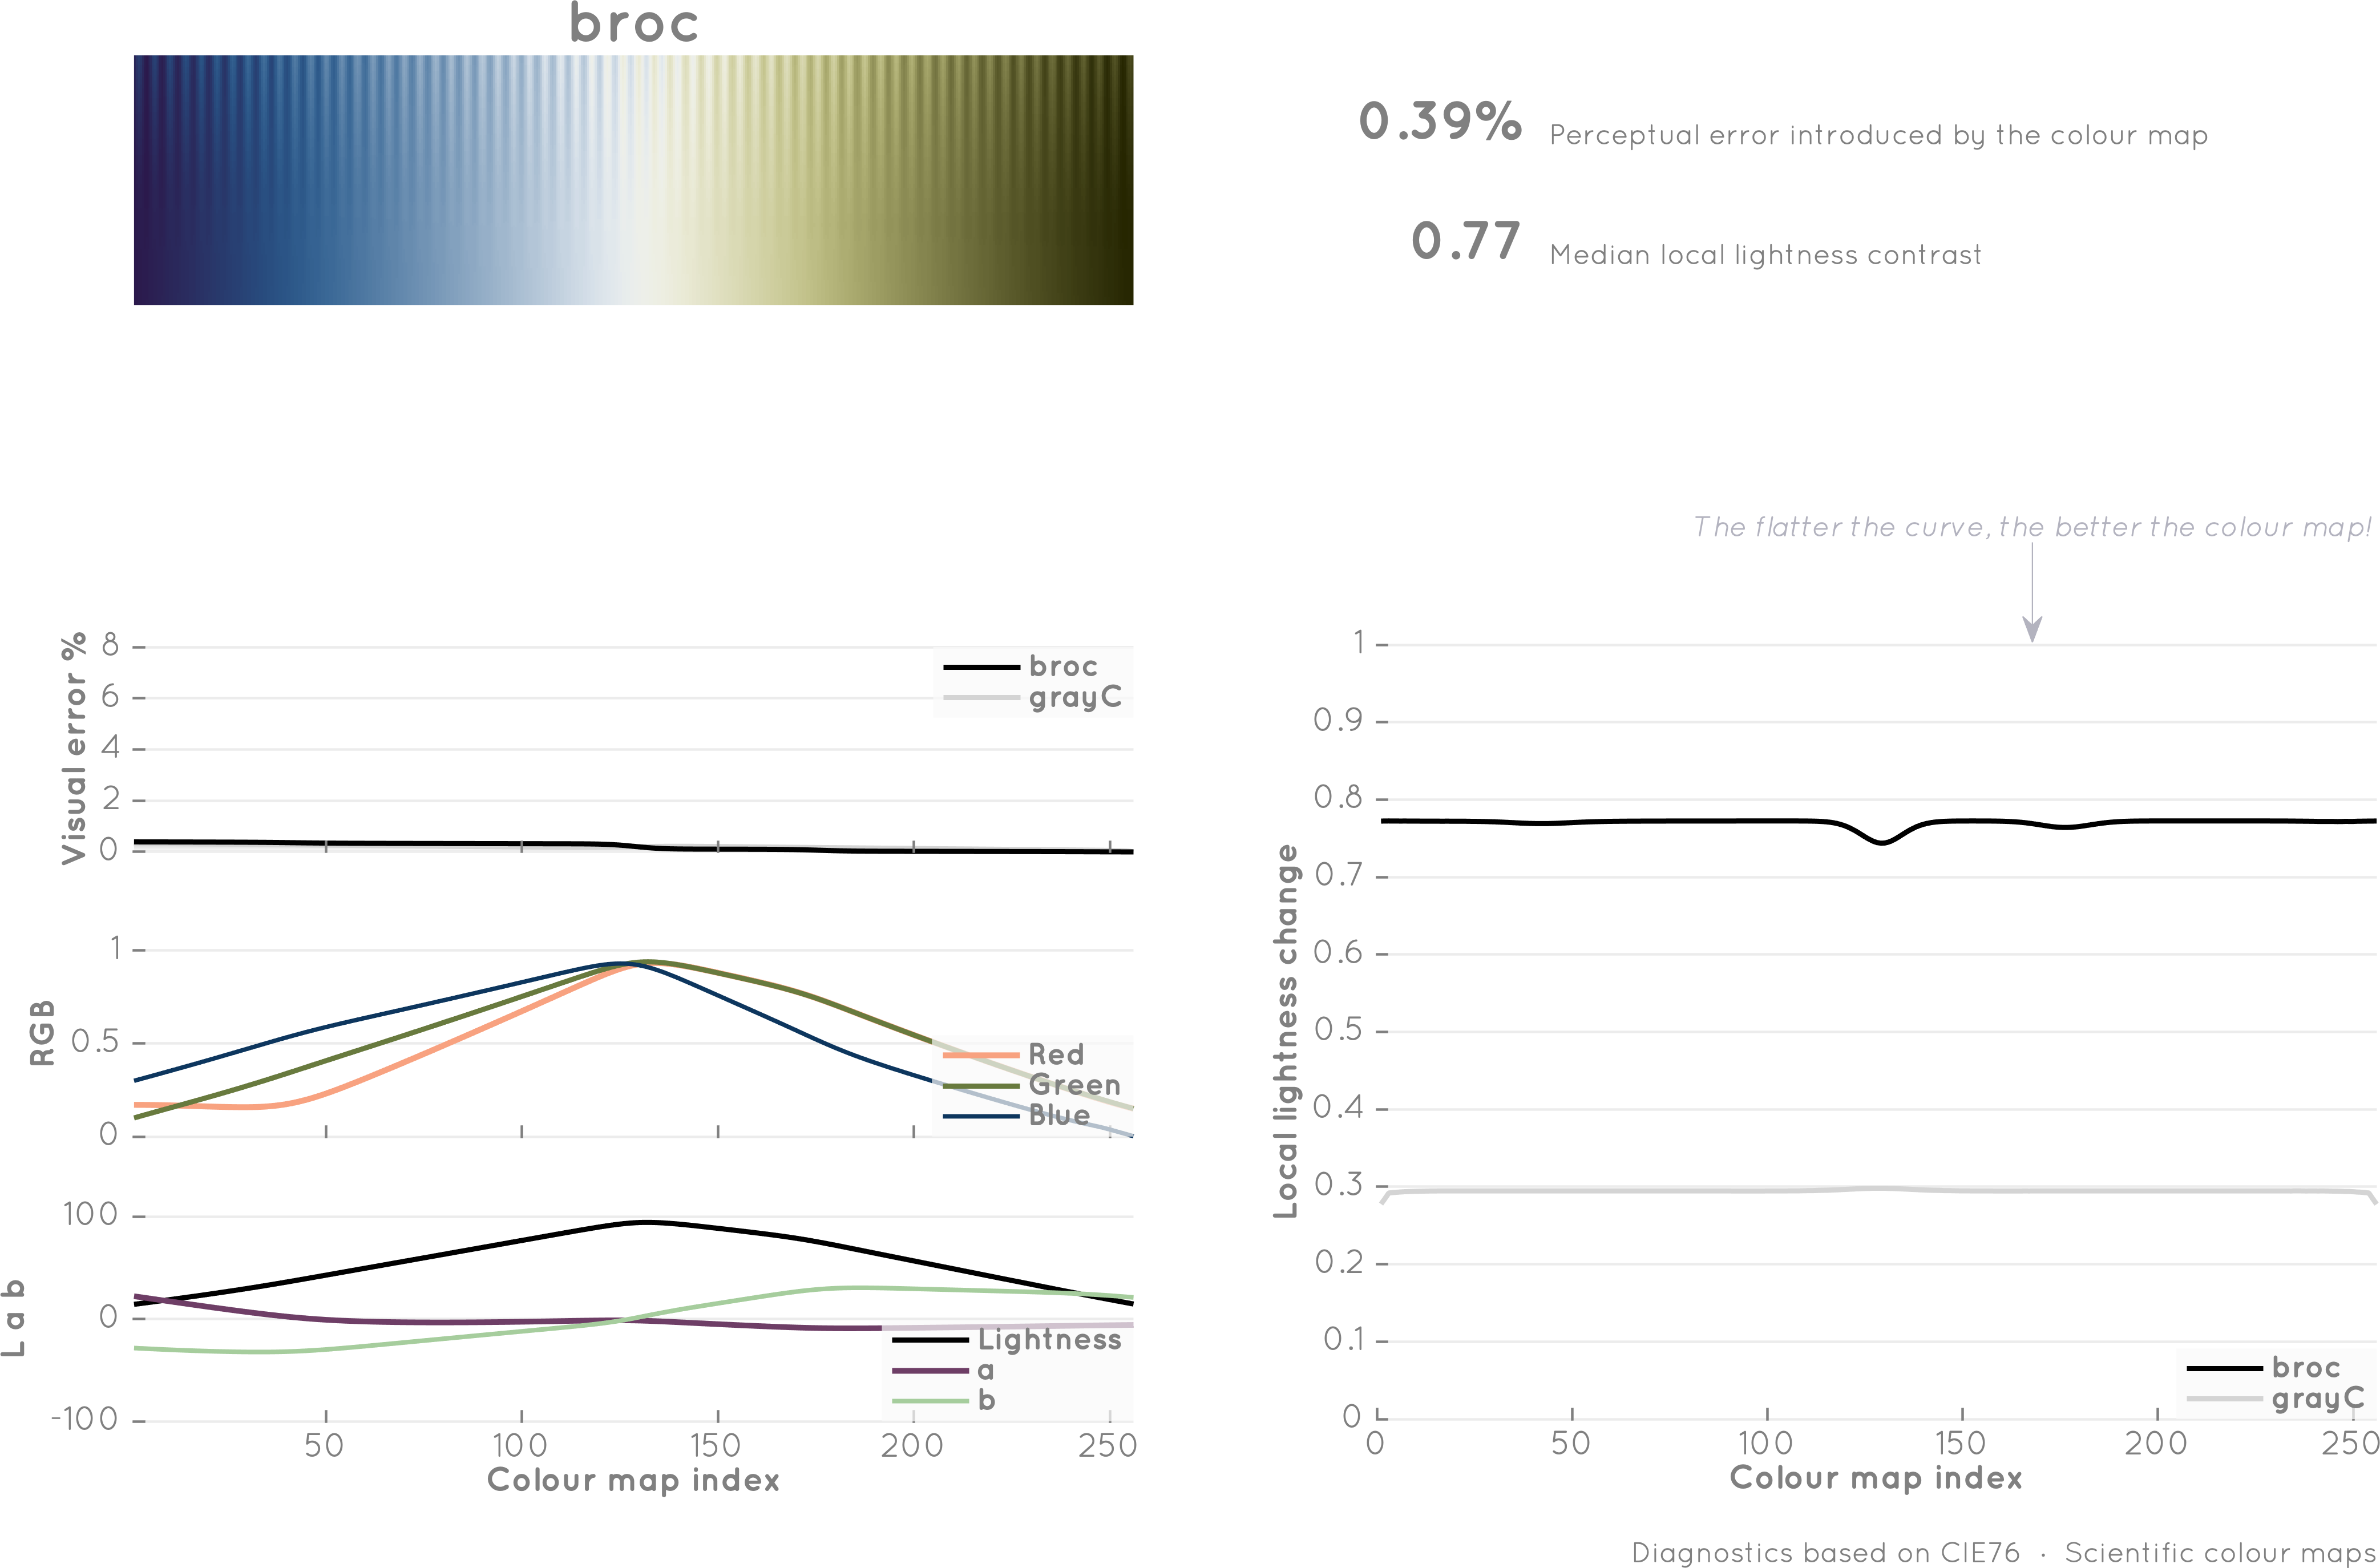 broc
0.39% Perceptual error introduced by the colour map
0.77 Median local lightness contrast
The flatter the curve, the better the colour map!
Visual error %
8
6
4
2
0
broc
grayC
RGB
1
0.5
0
Red
Green
Blue
L a b
100
0
-100
Lightness
a
b
50 100 150 200 250
Colour map index
Local lightness change
1
0.9
0.8
0.7
0.6
0.5
0.4
0.3
0.2
0.1
0
broc
grayC
0 50 100 150 200 250
Colour map index
Diagnostics based on CIE76 · Scientific colour maps